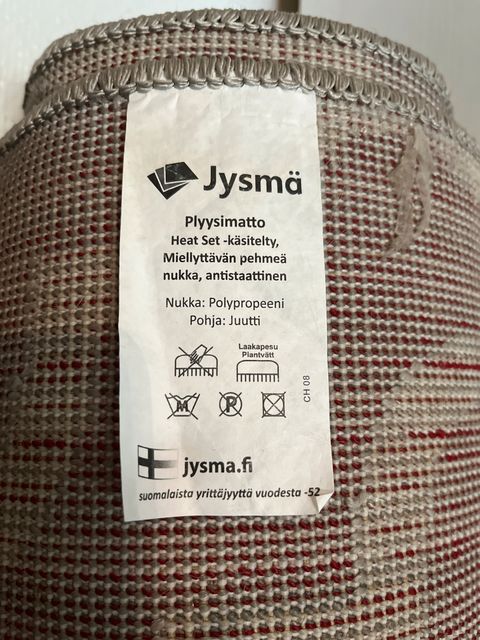 Jysmä
Plyysimatto
Heat Set -käsitelty,
Miellyttävän pehmeä
nukka, antistaattinen
Nukka: Polypropeeni
Pohja: Juutti
Laakapesu
Plantvätt
M P
CH 08
jysma.fi
suomalaista yrittäjyyttä vuodesta -52